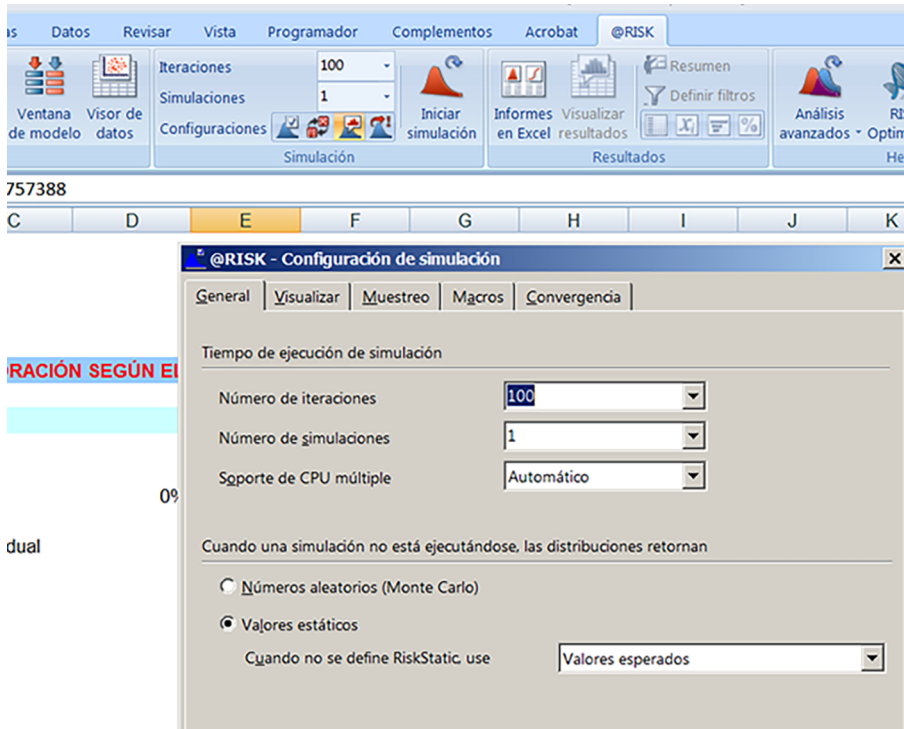 Datos Revisar Vista Programador Complementos Acrobat @RISK
Ventana de modelo
Visor de datos
Iteraciones 100
Simulaciones 1
Configuraciones
Iniciar simulación
Simulación
Informes en Excel
Visualizar resultados
Resumen
Definir filtros
Resultados
Análisis avanzados
757388
C D E F G H I J K
@RISK - Configuración de simulación
General Visualizar Muestreo Macros Convergencia
Tiempo de ejecución de simulación
RACIÓN SEGÚN EL
Número de iteraciones 100
Número de simulaciones 1
Soporte de CPU múltiple Automático
0%
dual
Cuando una simulación no está ejecutándose, las distribuciones retornan
Números aleatorios (Monte Carlo)
Valores estáticos
Cuando no se define RiskStatic, use Valores esperados